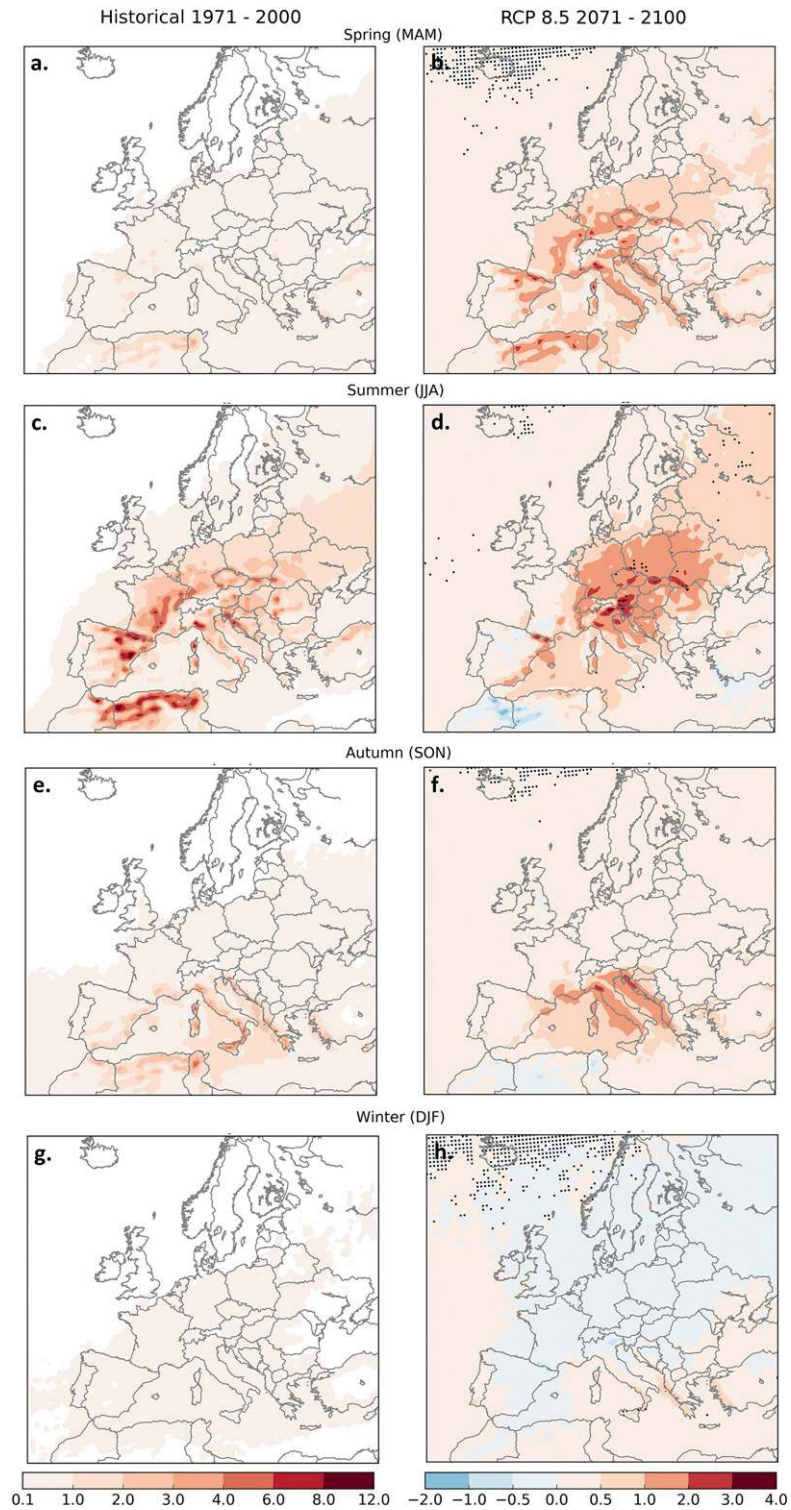 Historical 1971 - 2000 RCP 8.5 2071 - 2100
Spring (MAM)
a. b.
Summer (JJA)
c. d.
Autumn (SON)
e. f.
Winter (DJF)
g. h.
0.1 1.0 2.0 3.0 4.0 6.0 12.0 −2.0 −1.0 −0.5 0.0 0.5 1.0 2.0 3.0 4.0